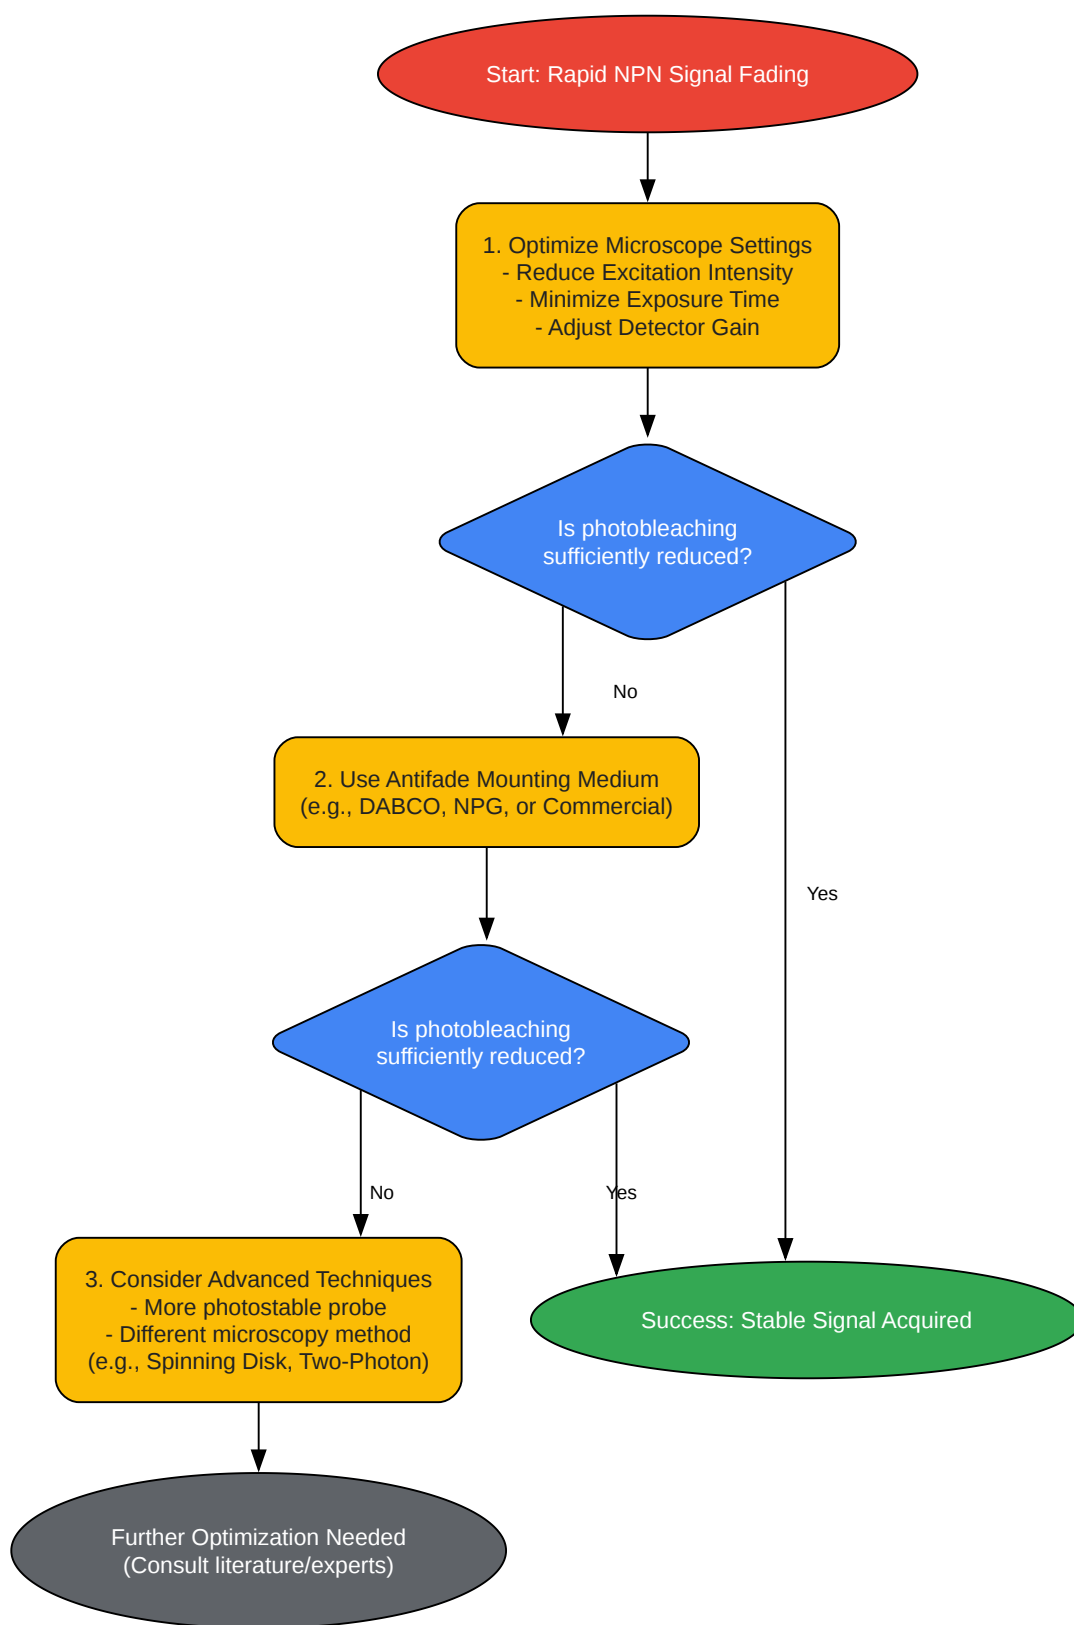 Start: Rapid NPN Signal Fading
1. Optimize Microscope Settings
- Reduce Excitation Intensity
- Minimize Exposure Time
- Adjust Detector Gain
Is photobleaching
sufficiently reduced?
No
2. Use Antifade Mounting Medium
(e.g., DABCO, NPG, or Commercial)
Yes
Is photobleaching
sufficiently reduced?
No
Yes
3. Consider Advanced Techniques
- More photostable probe
- Different microscopy method
(e.g., Spinning Disk, Two-Photon)
Success: Stable Signal Acquired
Further Optimization Needed
(Consult literature/experts)